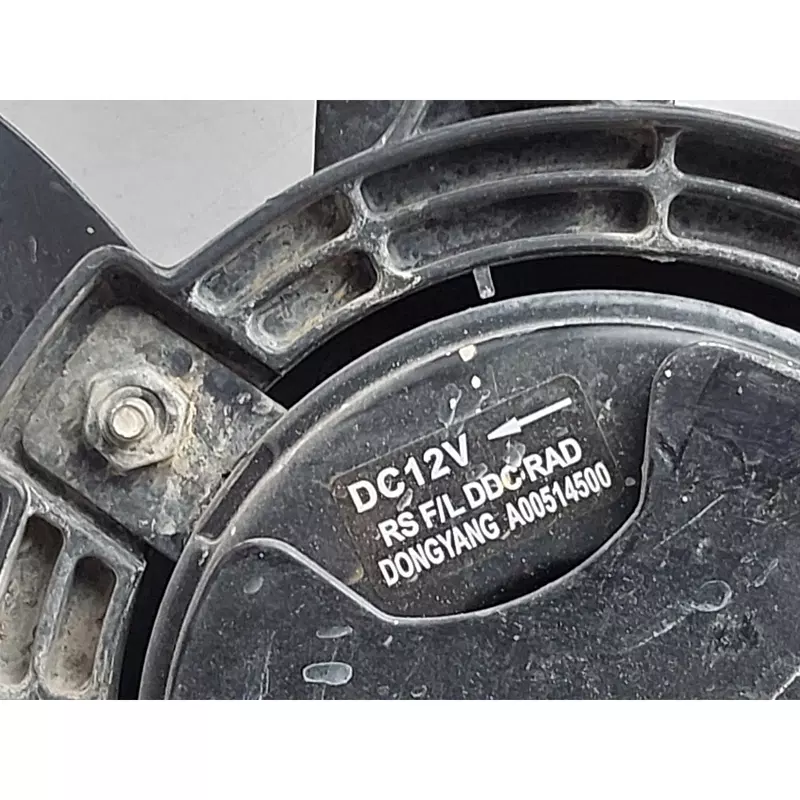 DC12V
RS F/L DDC RAD
DONGYANG A00514500